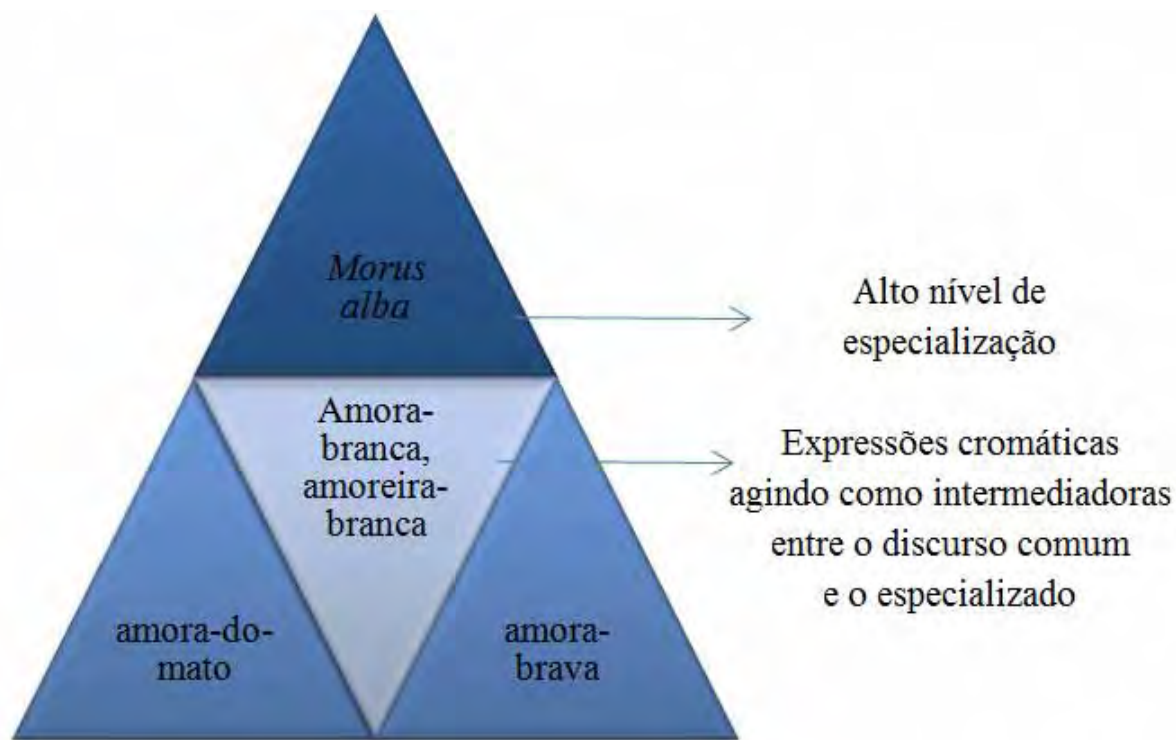 Morus
alba
Alto nível de
especialização
Amora-
branca,
amoreira-
branca
Expressões cromáticas
agindo como intermediadoras
entre o discurso comum
e o especializado
amora-do-
mato
amora-
brava